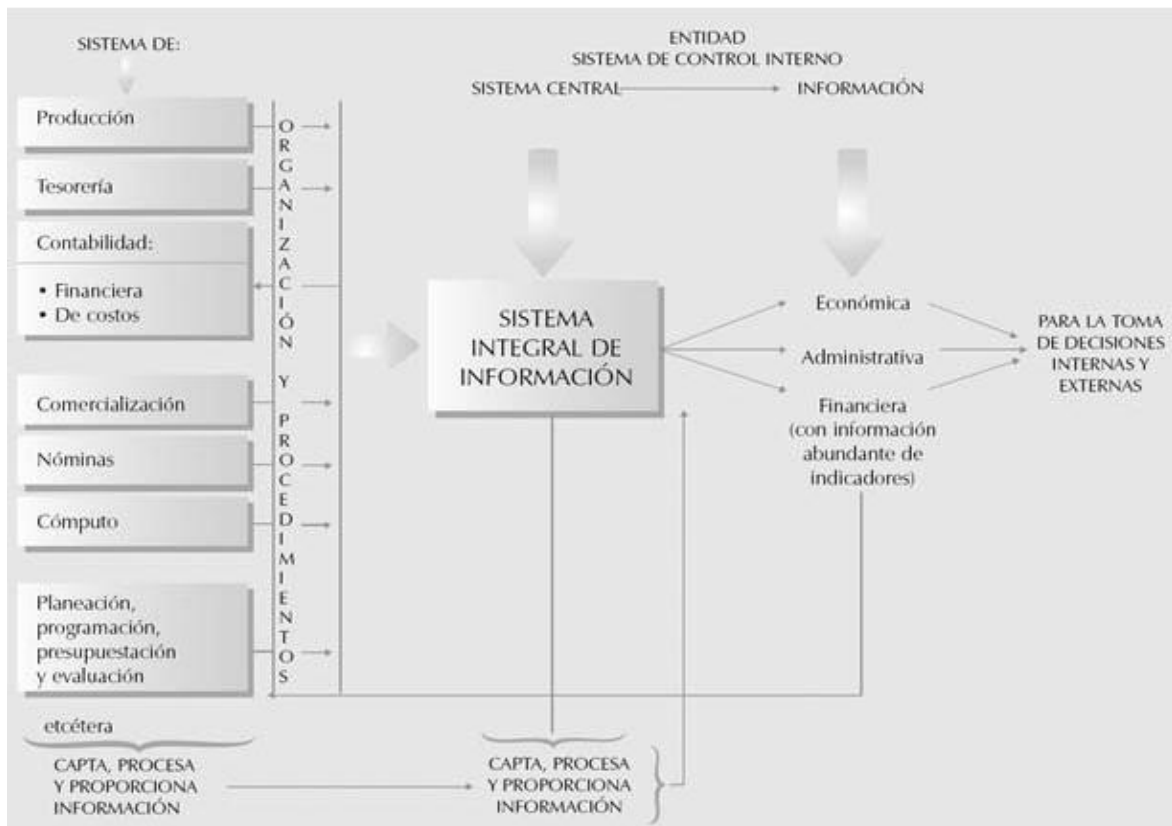 SISTEMA DE:
Producción
Tesorería
Contabilidad:
• Financiera
• De costos
Comercialización
Nóminas
Cómputo
Planeación,
programación,
presupuestación
y evaluación
etcétera
CAPTA, PROCESA
Y PROPORCIONA
INFORMACIÓN
ORGANIZACIÓN Y PROCEDIMIENTOS
ENTIDAD
SISTEMA DE CONTROL INTERNO
SISTEMA CENTRAL
INFORMACIÓN
SISTEMA
INTEGRAL DE
INFORMACIÓN
Económica
Administrativa
Financiera
(con información
abundante de
indicadores)
PARA LA TOMA
DE DECISIONES
INTERNAS Y
EXTERNAS
CAPTA, PROCESA
Y PROPORCIONA
INFORMACIÓN